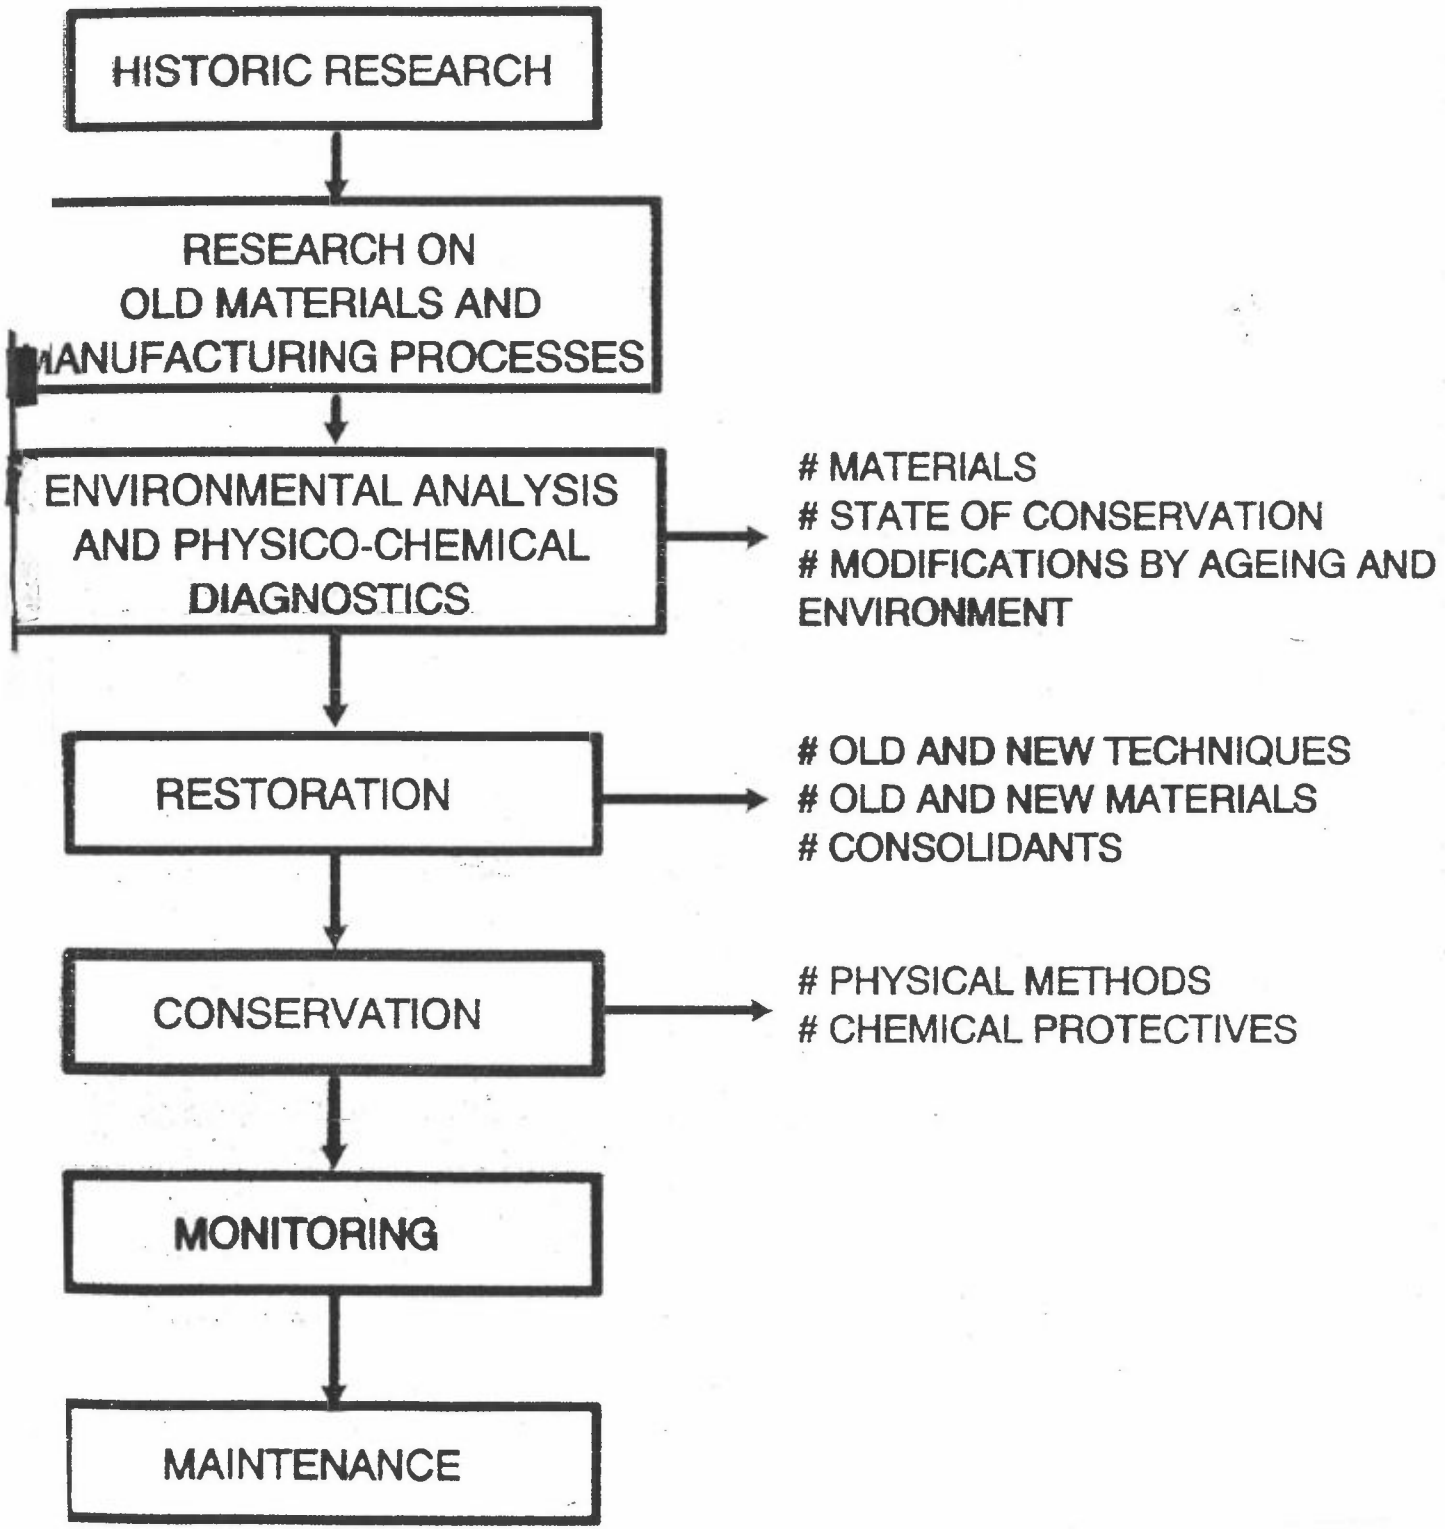 HISTORIC RESEARCH
RESEARCH ON
OLD MATERIALS AND
MANUFACTURING PROCESSES
ENVIRONMENTAL ANALYSIS
AND PHYSICO-CHEMICAL
DIAGNOSTICS
# MATERIALS
# STATE OF CONSERVATION
# MODIFICATIONS BY AGEING AND
ENVIRONMENT
RESTORATION
# OLD AND NEW TECHNIQUES
# OLD AND NEW MATERIALS
# CONSOLIDANTS
CONSERVATION
# PHYSICAL METHODS
# CHEMICAL PROTECTIVES
MONITORING
MAINTENANCE